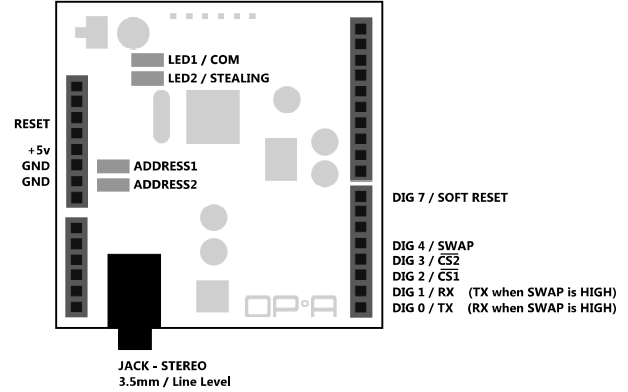 LED1 / COM
LED2 / STEALING
RESET
+5v
GND
GND
ADDRESS1
ADDRESS2
DIG 7 / SOFT RESET
DIG 4 / SWAP
DIG 3 / CS2
DIG 2 / CS1
DIG 1 / RX (TX when SWAP is HIGH)
DIG 0 / TX (RX when SWAP is HIGH)
OP·A
JACK - STEREO
3.5mm / Line Level